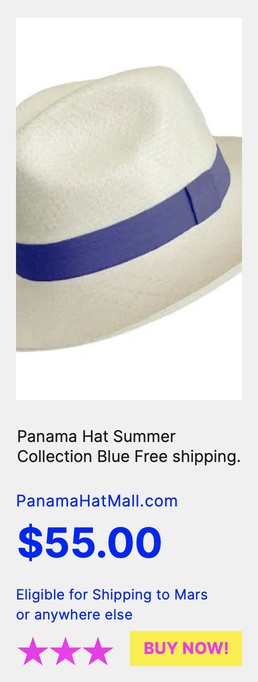 Panama Hat Summer
Collection Blue Free shipping.
PanamaHatMall.com
$55.00
Eligible for Shipping to Mars
or anywhere else
BUY NOW!